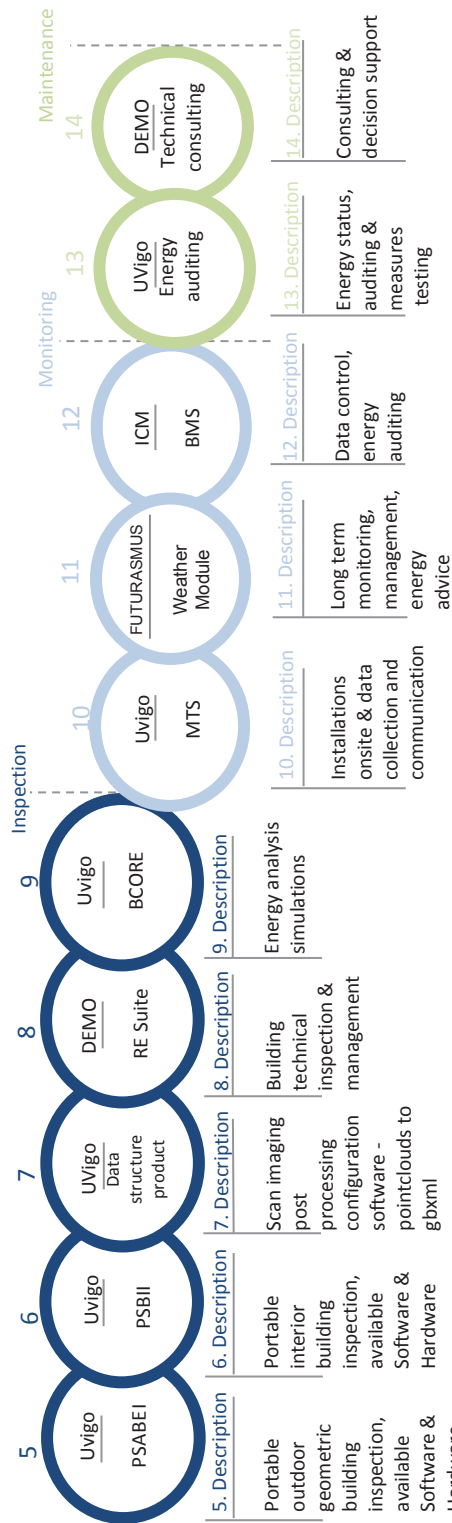 Inspection
Monitoring
Maintenance
5
6
7
8
9
10
11
12
13
14
Uvigo
PSABEI
Uvigo
PSBII
UVigo
Data
structure
product
DEMO
RE Suite
Uvigo
BCORE
Uvigo
MTS
FUTURASMUS
Weather
Module
ICM
BMS
UVigo
Energy
auditing
DEMO
Technical
consulting
5. Description
Portable
outdoor
geometric
building
inspection,
available
Software &
Hardware
6. Description
Portable
interior
building
inspection,
available
Software &
Hardware
7. Description
Scan imaging
post
processing
configuration
software -
pointclouds to
gbxml
8. Description
Building
technical
inspection &
management
9. Description
Energy analysis
simulations
10. Description
Installations
onsite & data
collection and
communication
11. Description
Long term
monitoring,
management,
energy
advice
12. Description
Data control,
energy
auditing
13. Description
Energy status,
auditing &
measures
testing
14. Description
Consulting &
decision support